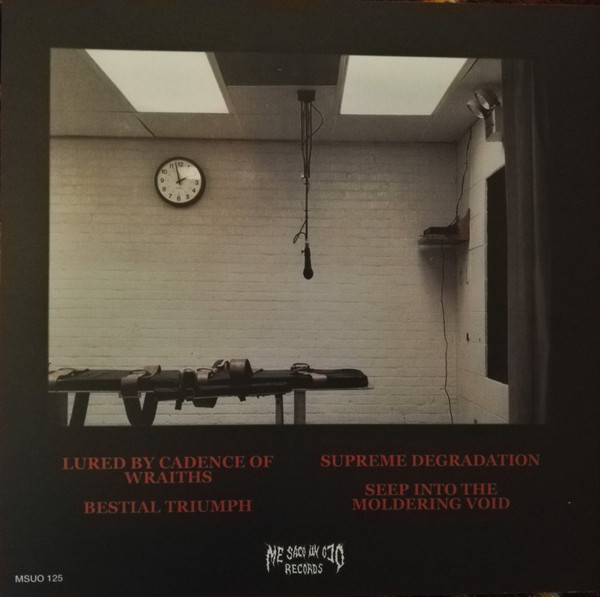 LURED BY CADENCE OF
WRAITHS
BESTIAL TRIUMPH
SUPREME DEGRADATION
SEEP INTO THE
MOLDERING VOID
ME SACO UN OJO
RECORDS
MSUO 125